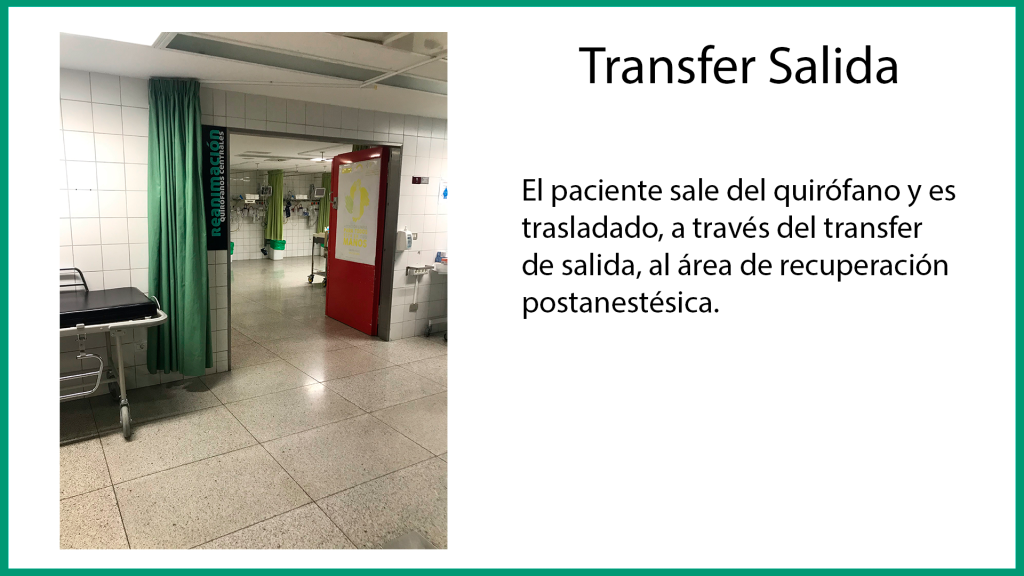 Transfer Salida
Reanimación
Quirófanos centrales
El paciente sale del quirófano y es
trasladado, a través del transfer
de salida, al área de recuperación
postanestésica.